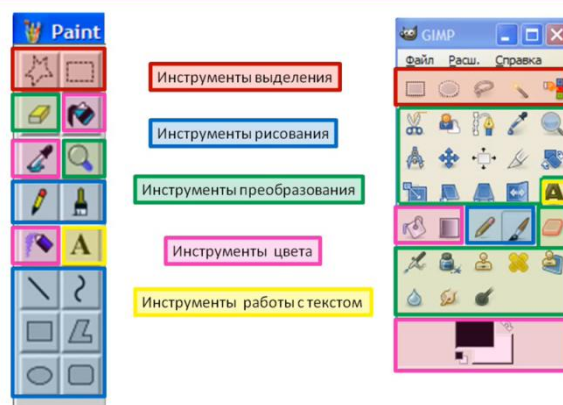 Paint
GIMP
Файл Расш. Справка
Инструменты выделения
Инструменты рисования
Инструменты преобразования
Инструменты цвета
Инструменты работы с текстом
A
A